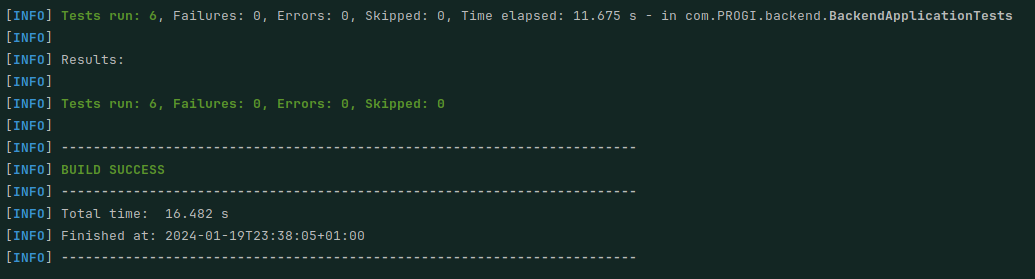 [INFO] Tests run: 6, Failures: 0, Errors: 0, Skipped: 0, Time elapsed: 11.675 s - in com.PROGI.backend.BackendApplicationTests
[INFO]
[INFO] Results:
[INFO]
[INFO] Tests run: 6, Failures: 0, Errors: 0, Skipped: 0
[INFO]
[INFO] ------------------------------------------------------------------------
[INFO] BUILD SUCCESS
[INFO] ------------------------------------------------------------------------
[INFO] Total time:  16.482 s
[INFO] Finished at: 2024-01-19T23:38:05+01:00
[INFO] ------------------------------------------------------------------------